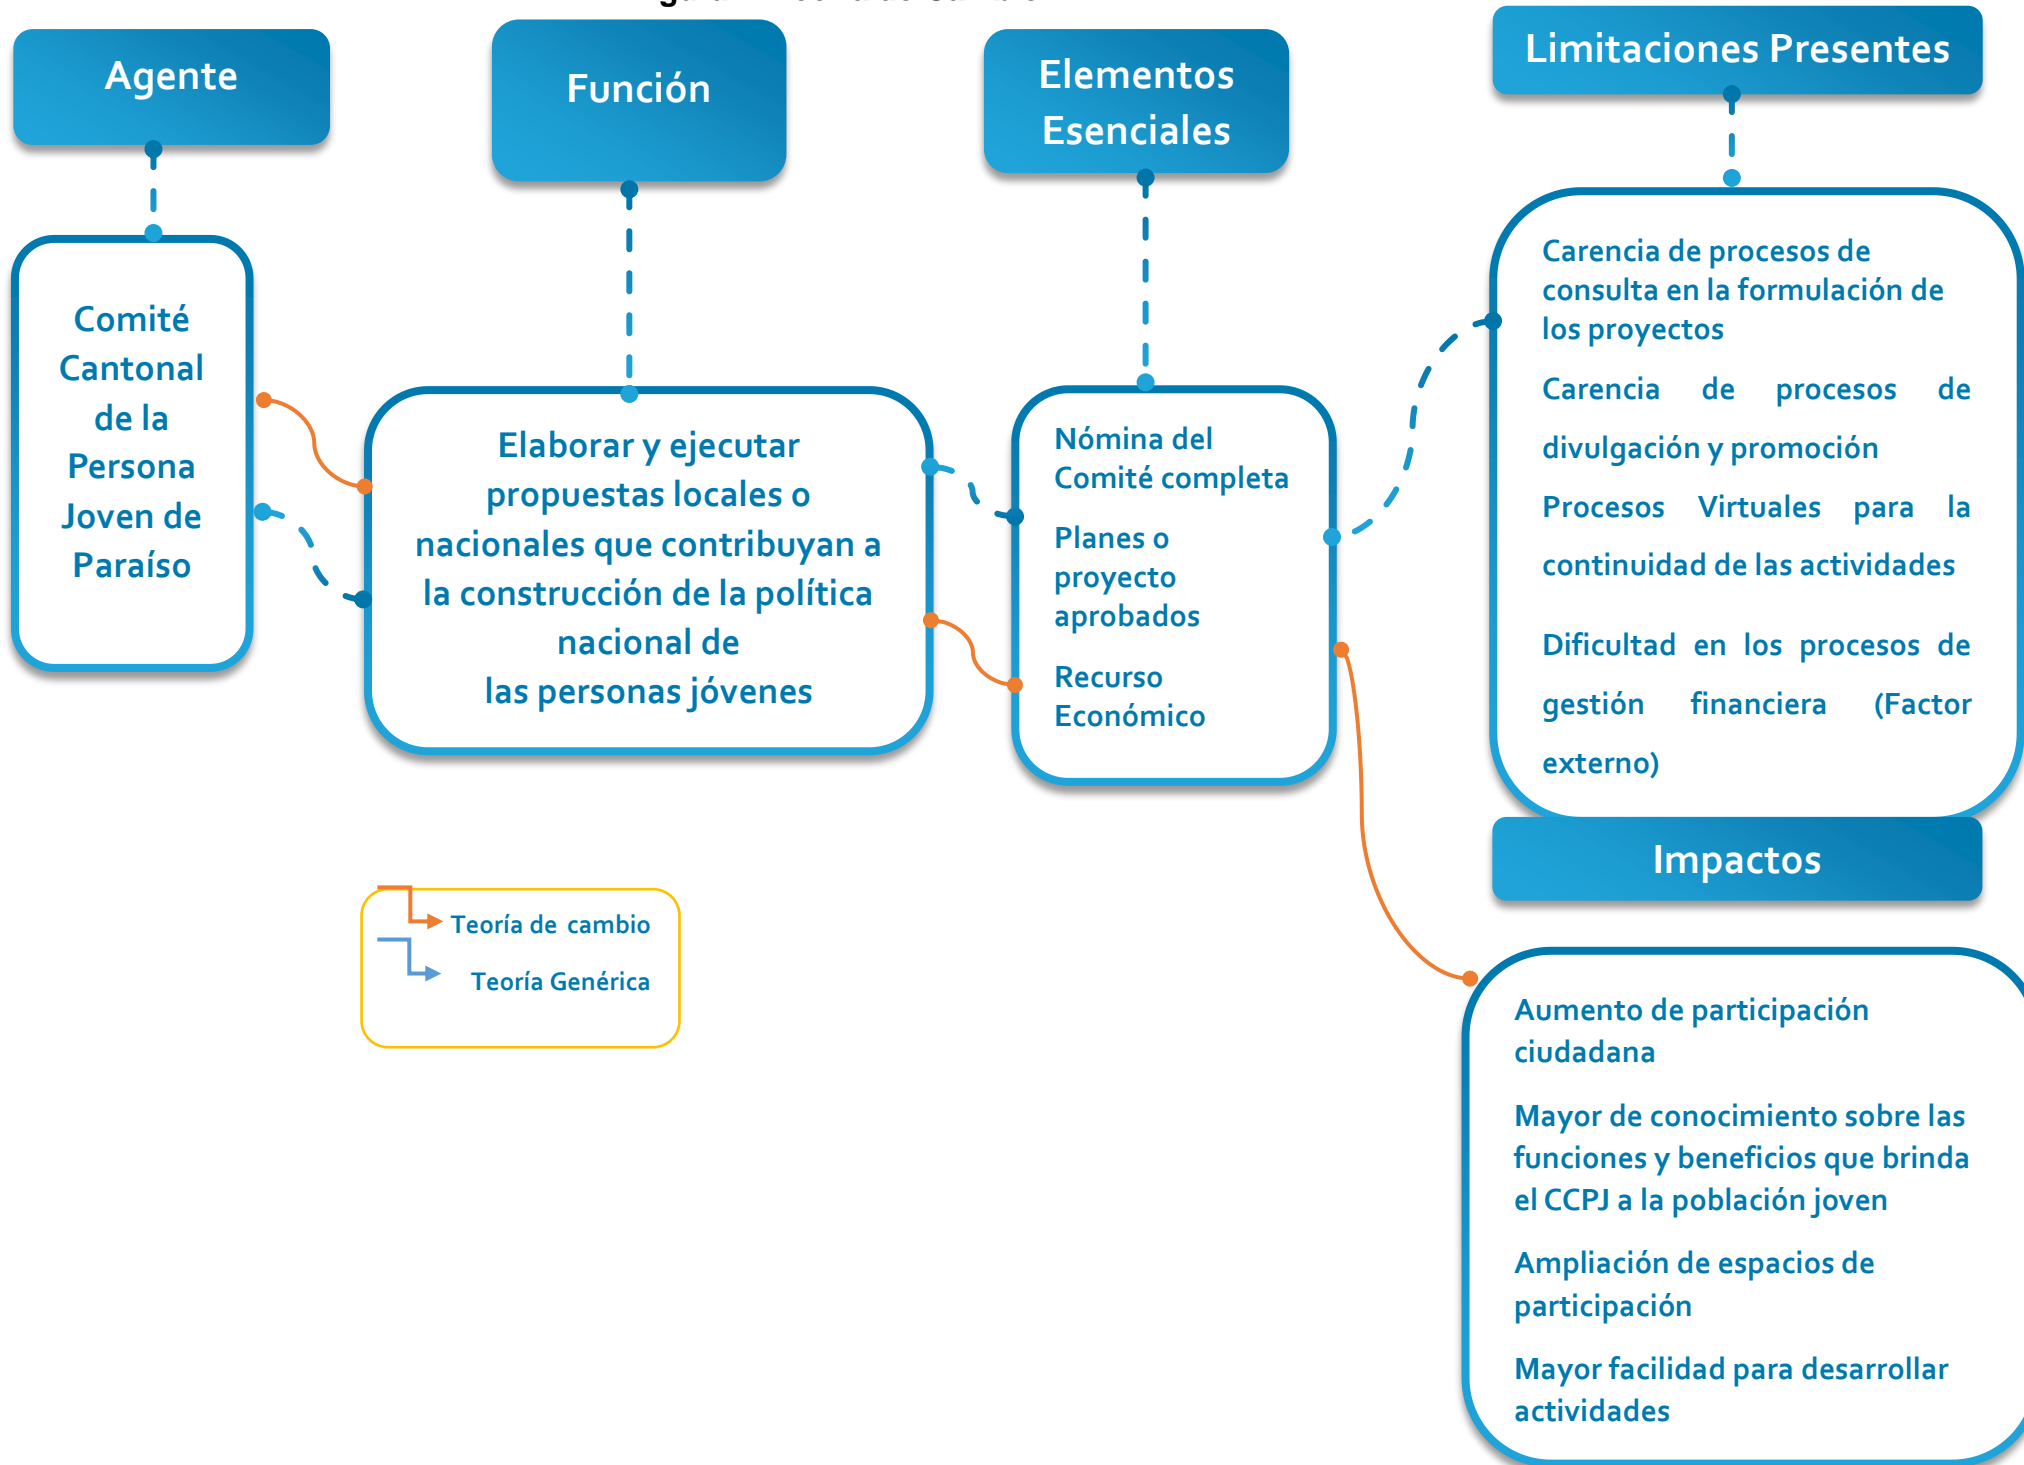 Agente
Función
Elementos
Esenciales
Limitaciones Presentes
Comité
Cantonal
de la
Persona
Joven de
Paraíso
Elaborar y ejecutar
propuestas locales o
nacionales que contribuyan a
la construcción de la política
nacional de
las personas jóvenes
Nómina del
Comité completa
Planes o
proyecto
aprobados
Recurso
Económico
Carencia de procesos de
consulta en la formulación de
los proyectos
Carencia de procesos de
divulgación y promoción
Procesos Virtuales para la
continuidad de las actividades
Dificultad en los procesos de
gestión financiera (Factor
externo)
Impactos
Aumento de participación
ciudadana
Mayor de conocimiento sobre las
funciones y beneficios que brinda
el CCPJ a la población joven
Ampliación de espacios de
participación
Mayor facilidad para desarrollar
actividades
Teoría de cambio
Teoría Genérica